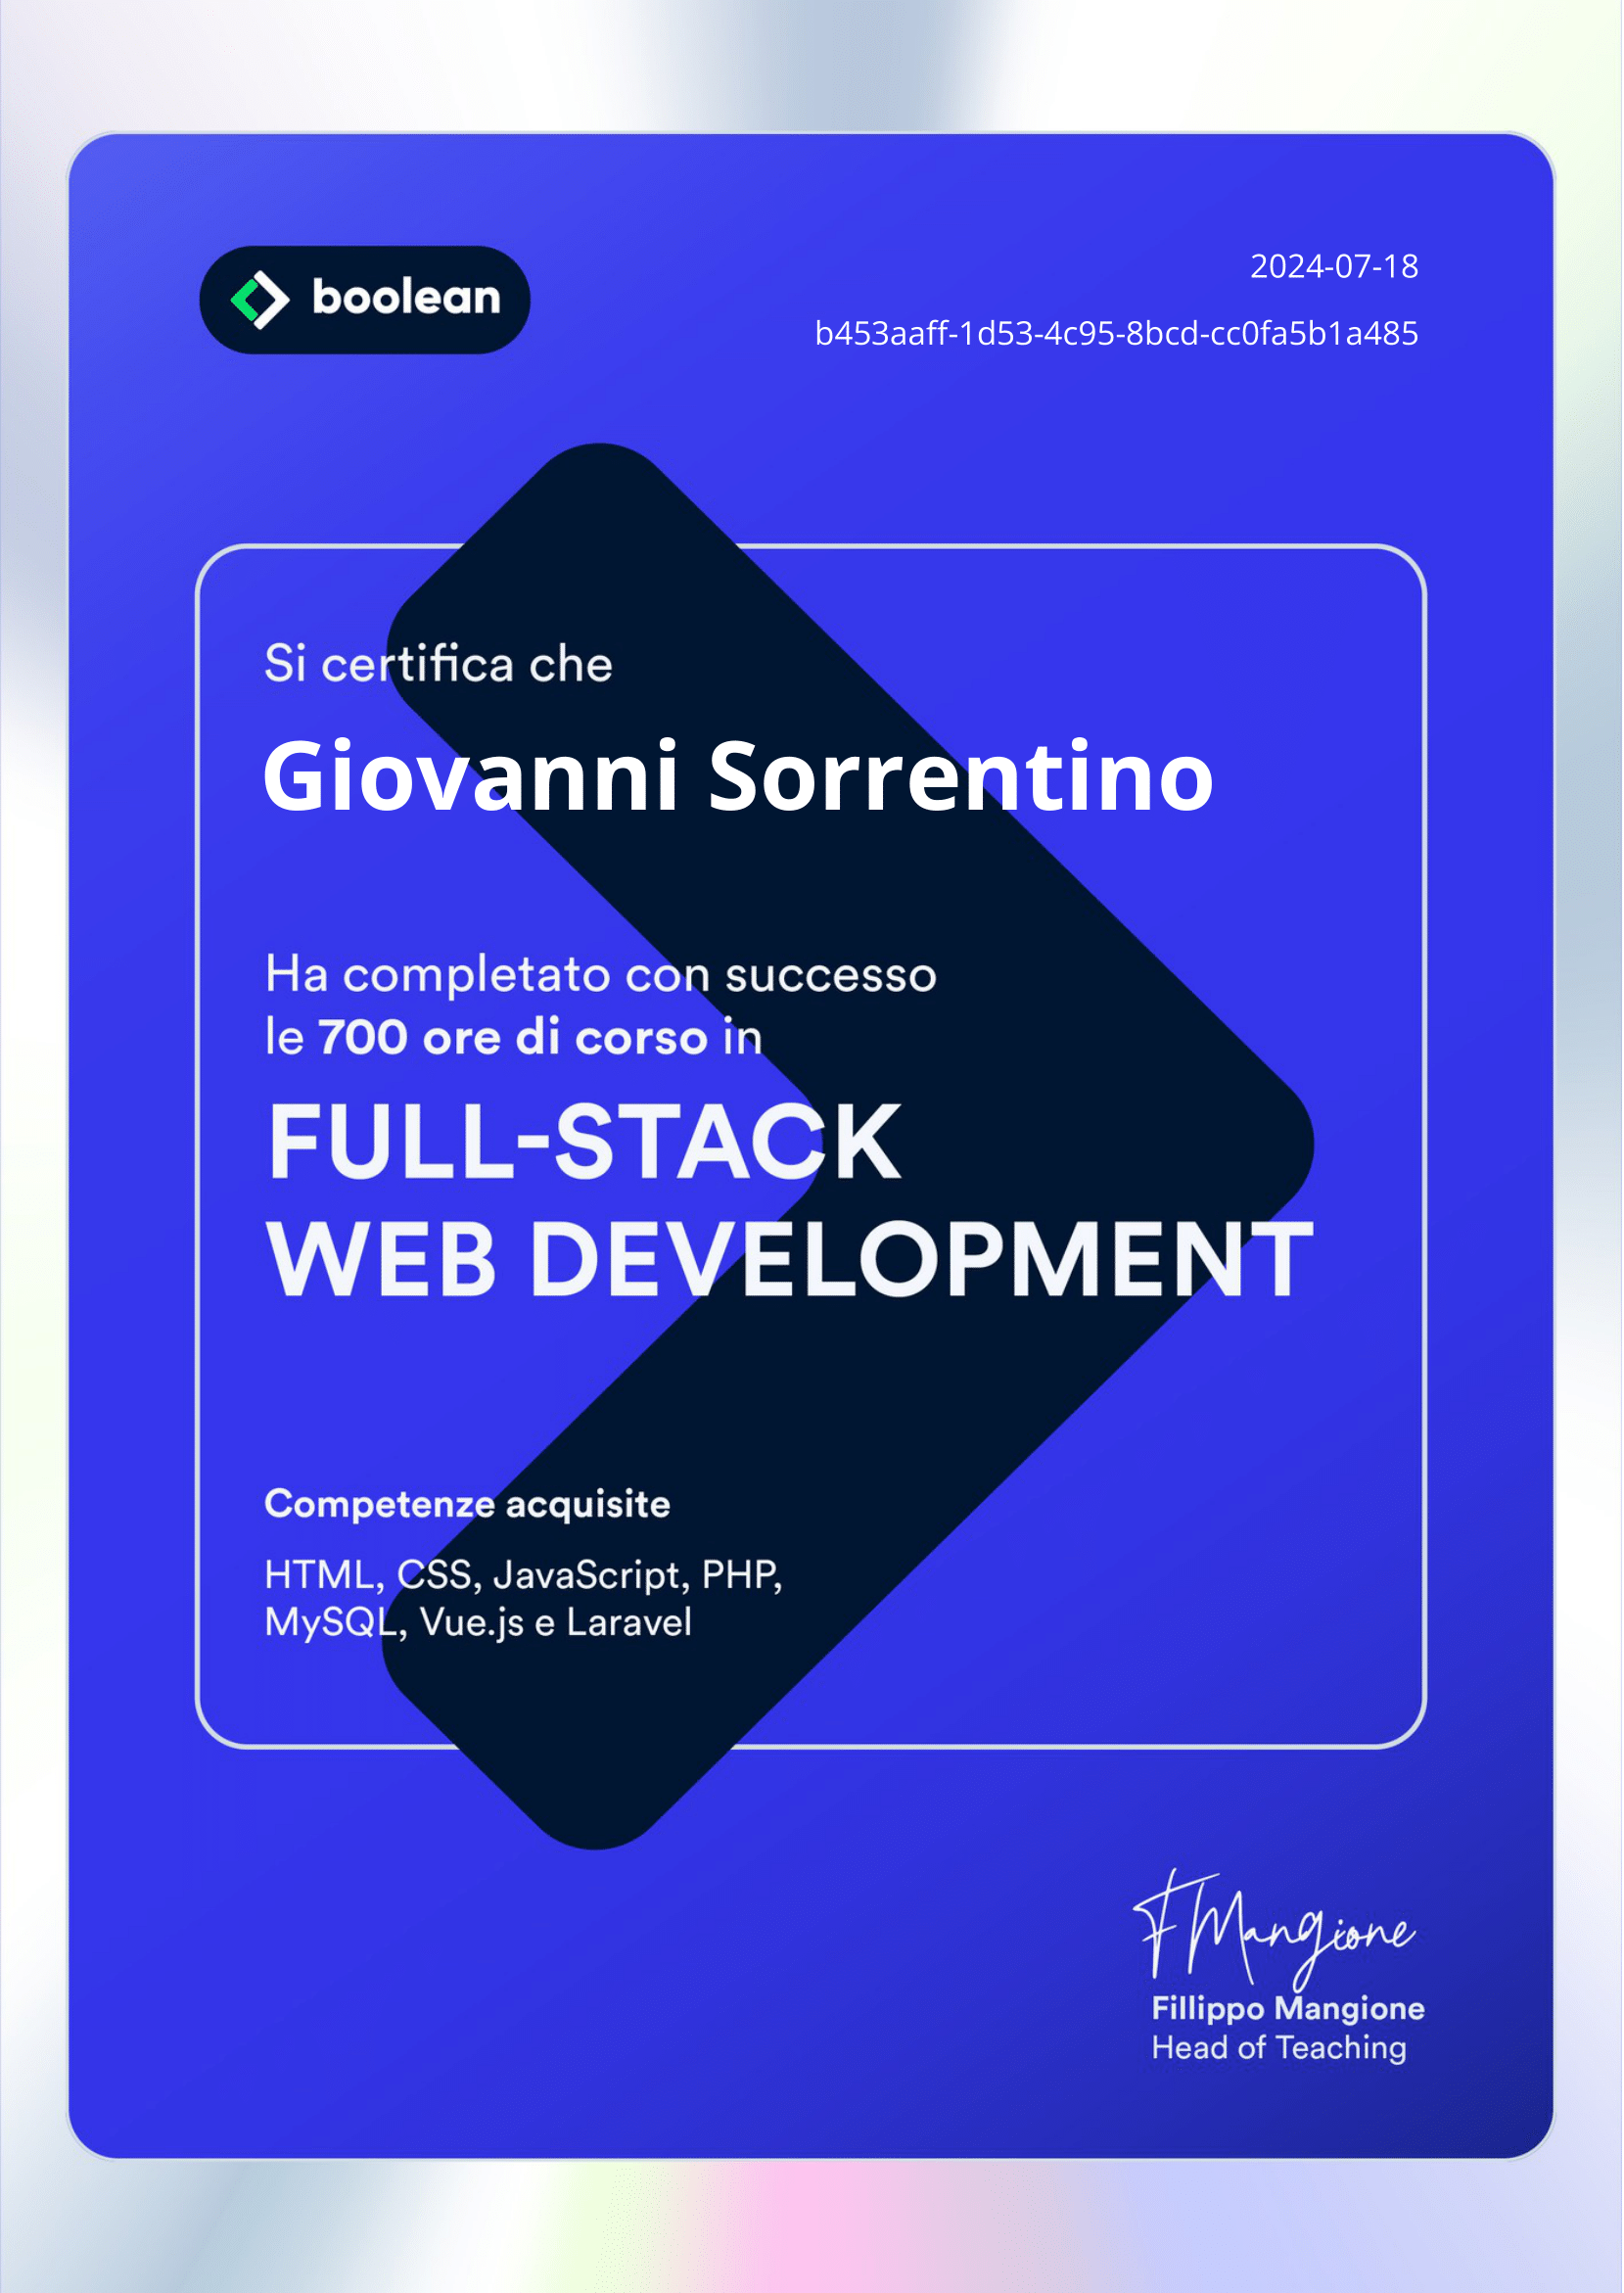 boolean
2024-07-18
b453aaff-1d53-4c95-8bcd-cc0fa5b1a485
Si certifica che
Giovanni Sorrentino
Ha completato con successo
le 700 ore di corso in
FULL-STACK
WEB DEVELOPMENT
Competenze acquisite
HTML, CSS, JavaScript, PHP,
MySQL, Vue.js e Laravel
FMangione
Fillippo Mangione
Head of Teaching